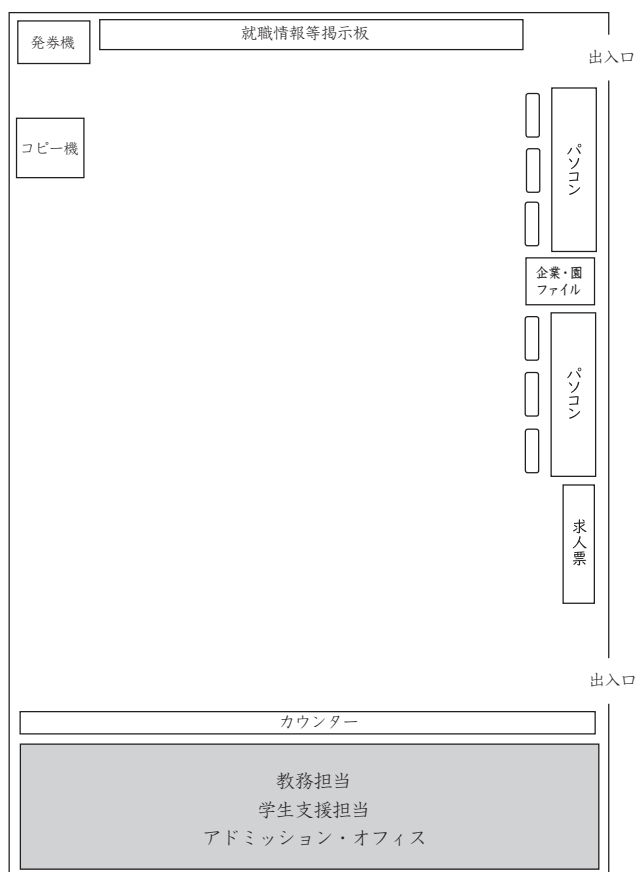 発券機
就職情報等掲示板
出入口
コピー機
パソコン
企業・園
ファイル
パソコン
求人票
出入口
カウンター
教務担当
学生支援担当
アドミッション・オフィス